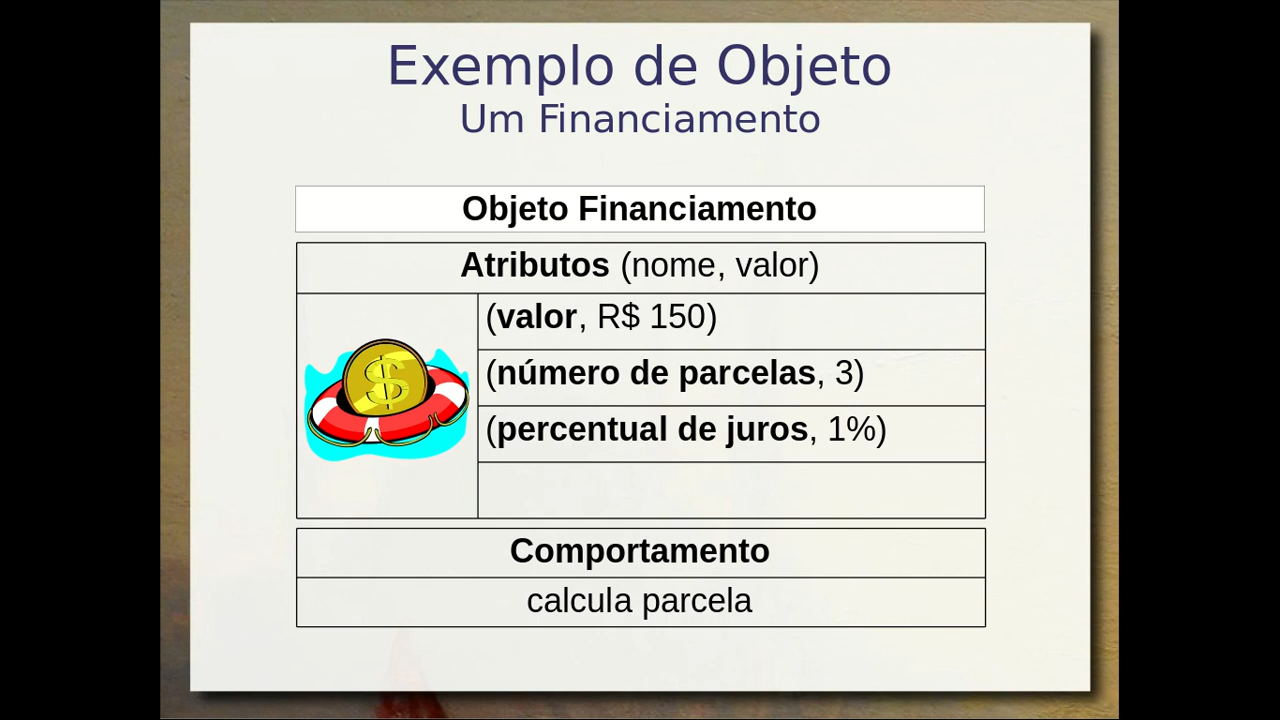 Exemplo de Objeto
Um Financiamento
Objeto Financiamento
Atributos (nome, valor)
(valor, R$ 150)
(número de parcelas, 3)
(percentual de juros, 1%)
$
Comportamento
calcula parcela